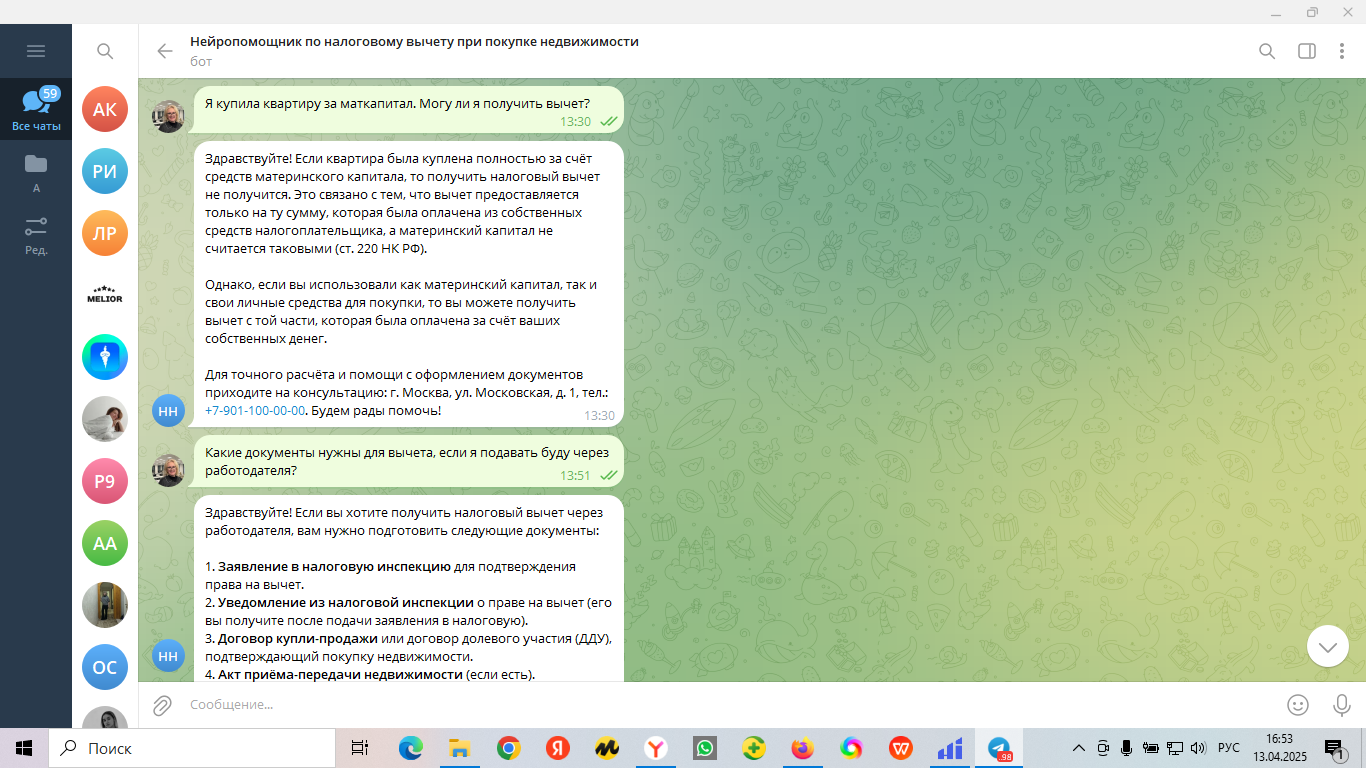 Нейропомощник по налоговому вычету при покупке недвижимости
бот
59
Все чаты
А
Ред.
АК
РИ
ЛР
MELIOR
Р9
АА
ОС
Я купила квартиру за маткапитал. Могу ли я получить вычет?
13:30
Здравствуйте! Если квартира была куплена полностью за счёт
средств материнского капитала, то получить налоговый вычет
не получится. Это связано с тем, что вычет предоставляется
только на ту сумму, которая была оплачена из собственных
средств налогоплательщика, а материнский капитал не
считается таковыми (ст. 220 НК РФ).
Однако, если вы использовали как материнский капитал, так и
свои личные средства для покупки, то вы можете получить
вычет с той части, которая была оплачена за счёт ваших
собственных денег.
Для точного расчёта и помощи с оформлением документов
приходите на консультацию: г. Москва, ул. Московская, д. 1, тел.:
+7-901-100-00-00. Будем рады помочь!
13:30
НН
Какие документы нужны для вычета, если я подавать буду через
работодателя?
13:51
Здравствуйте! Если вы хотите получить налоговый вычет через
работодателя, вам нужно подготовить следующие документы:
1. Заявление в налоговую инспекцию для подтверждения
права на вычет.
2. Уведомление из налоговой инспекции о праве на вычет (его
вы получите после подачи заявления в налоговую).
3. Договор купли-продажи или договор долевого участия (ДДУ),
подтверждающий покупку недвижимости.
4. Акт приёма-передачи недвижимости (если есть).
НН
Сообщение...
Поиск
Я
Y
W
98
РУС
16:53
13.04.2025
1